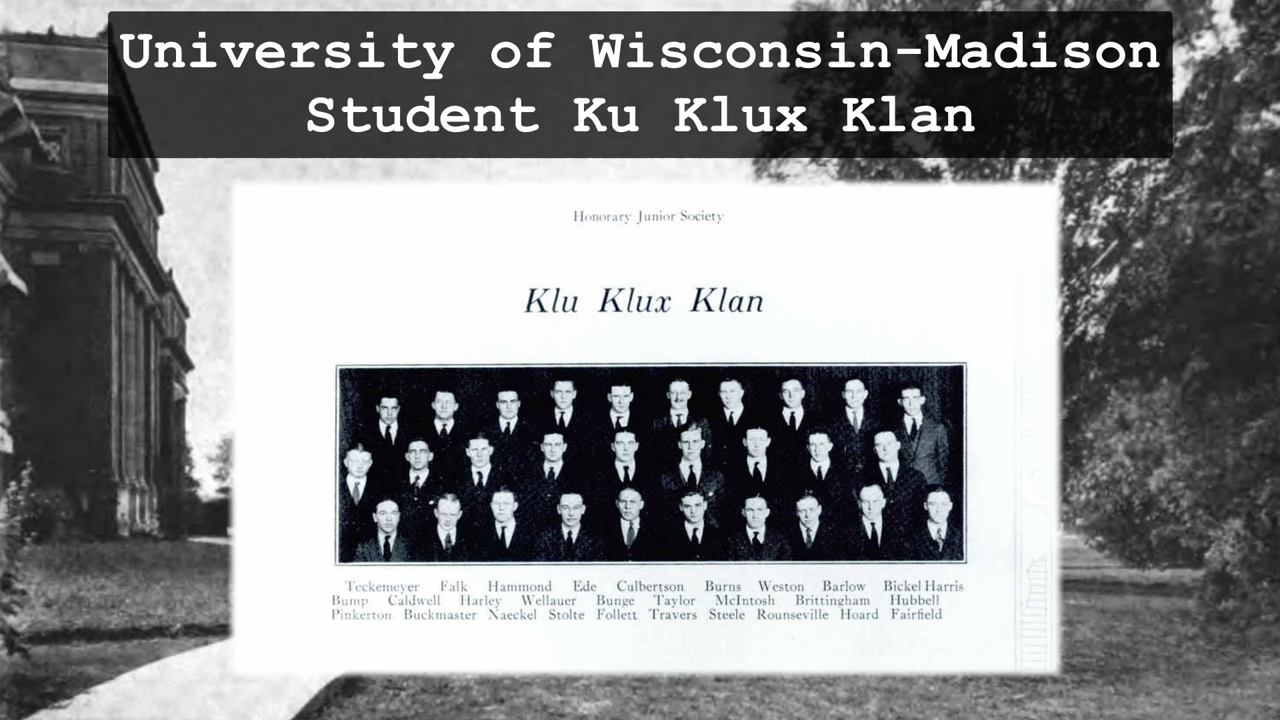 University of Wisconsin-Madison
Student Ku Klux Klan
Honorary Junior Society
Klu Klux Klan
Teckemeyer Falk Hammond Ede Culbertson Burns Weston Barlow Bickel Harris
Bump Caldwell Harley Wellauer Bunge Taylor McIntosh Brittingham Hubbell
Pinkerton Buckmaster Naeckel Stolte Follett Travers Steele Rounseville Hoard Fairfield